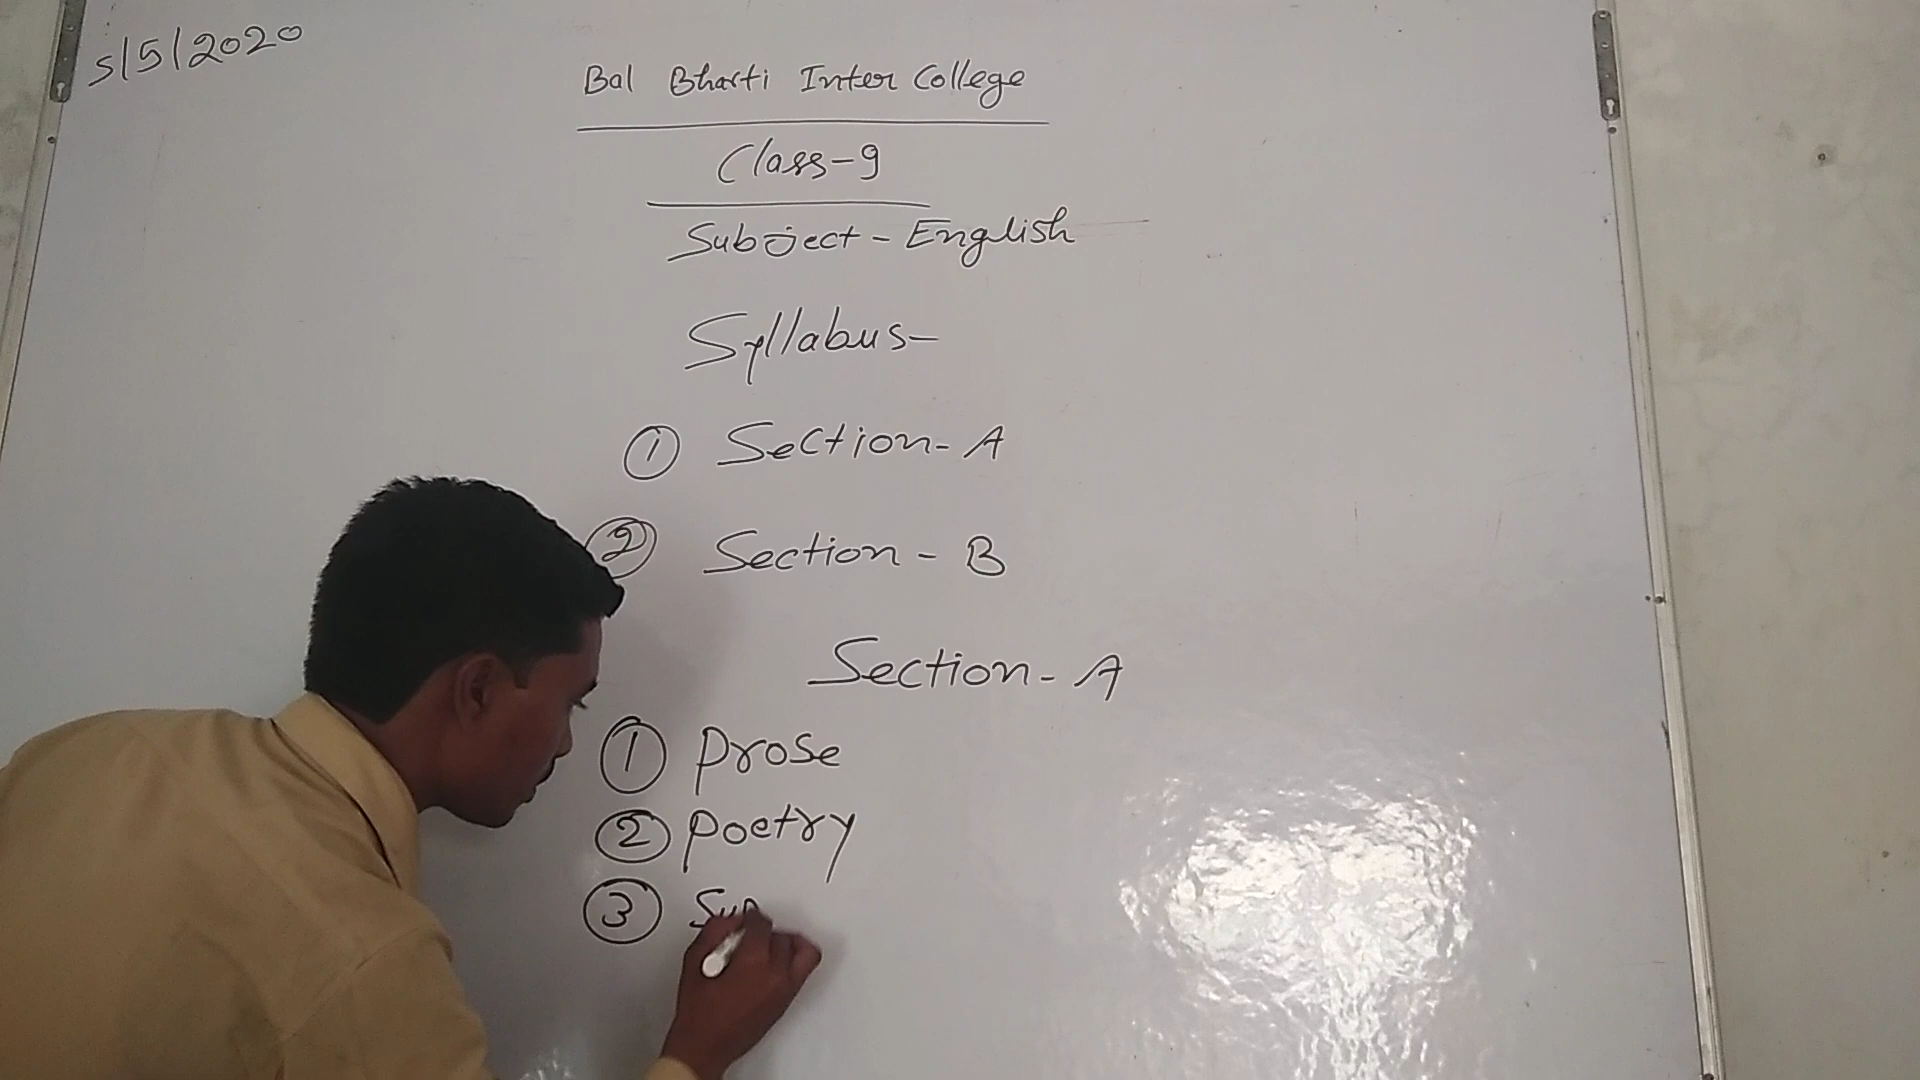 5/5/2020
Bal Bharti Inter College
Class-9
Subject - English
Syllabus-
① Section-A
② Section - B
Section-A
① Prose
② Poetry
③